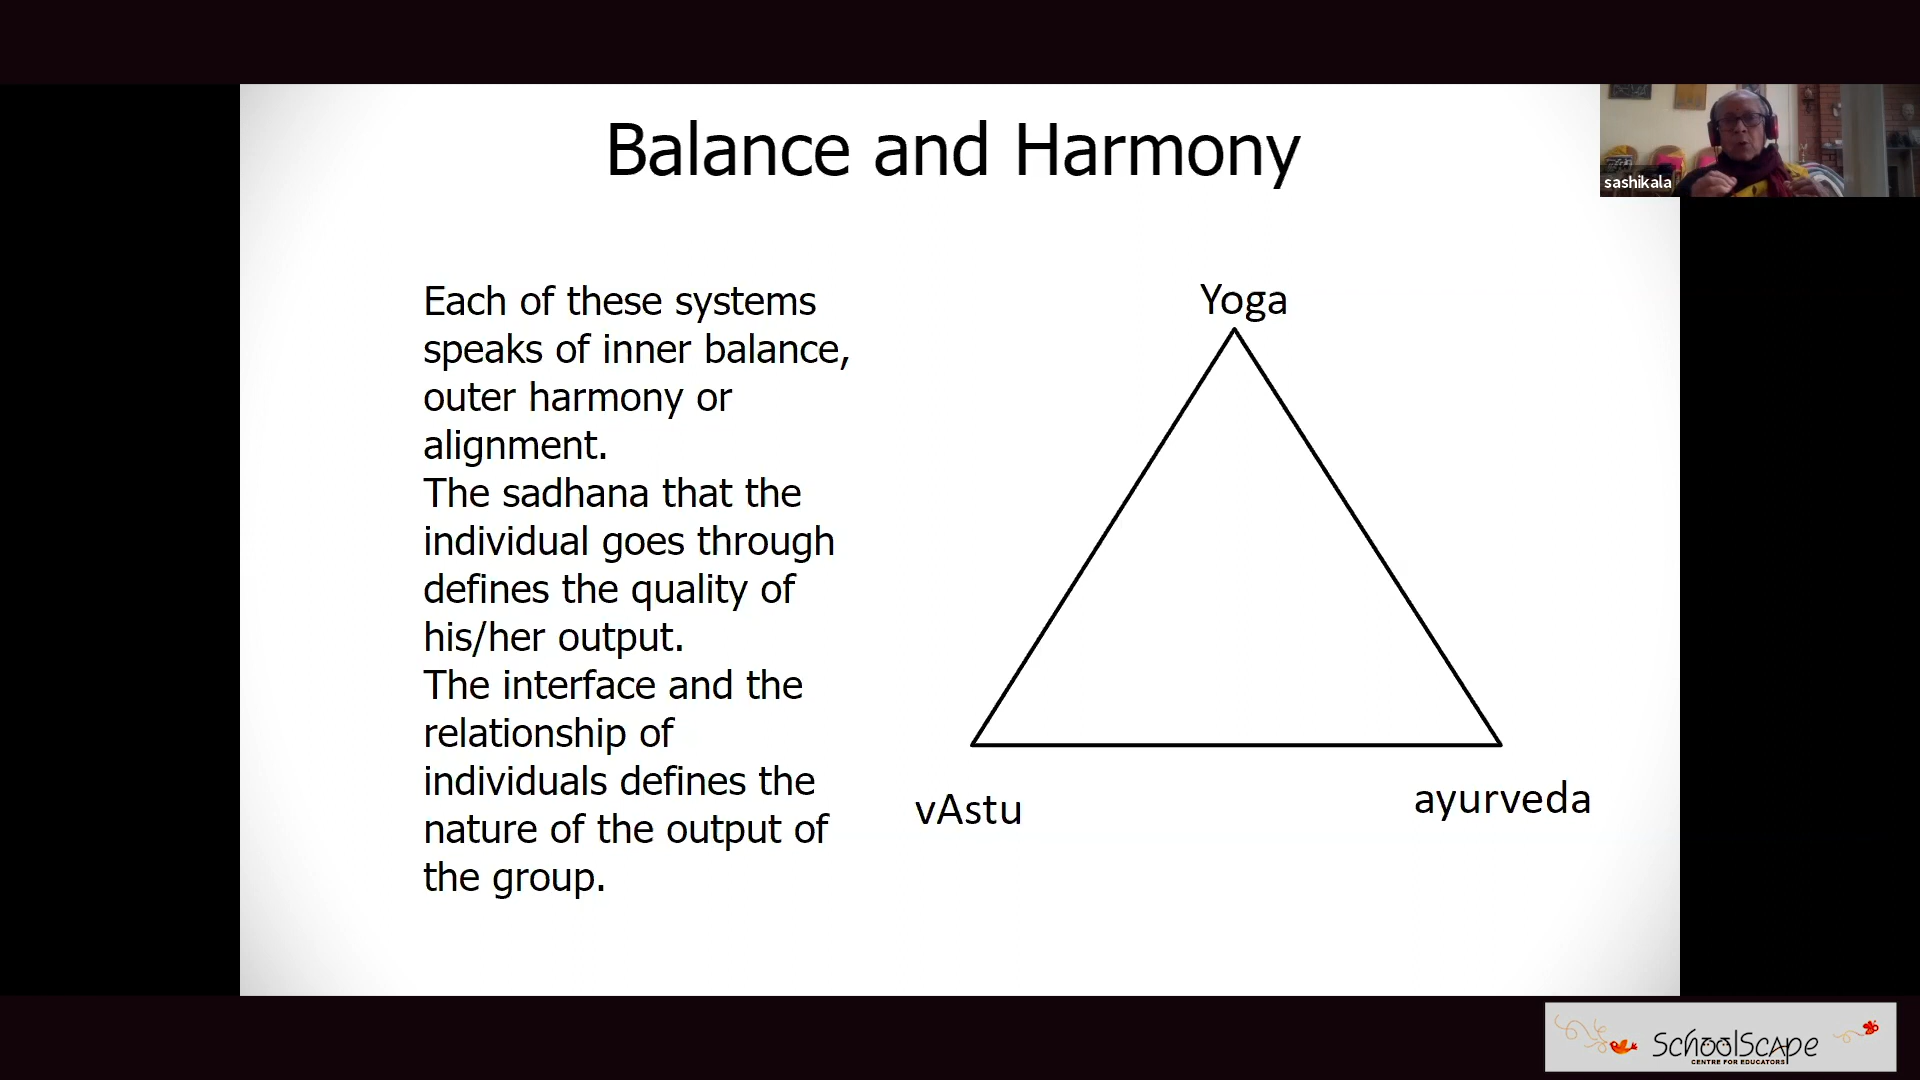 Balance and Harmony
sashikala
Each of these systems
speaks of inner balance,
outer harmony or
alignment.
The sadhana that the
individual goes through
defines the quality of
his/her output.
The interface and the
relationship of
individuals defines the
nature of the output of
the group.
Yoga
vAstu
ayurveda
SchoolScape
CENTRE FOR EDUCATORS